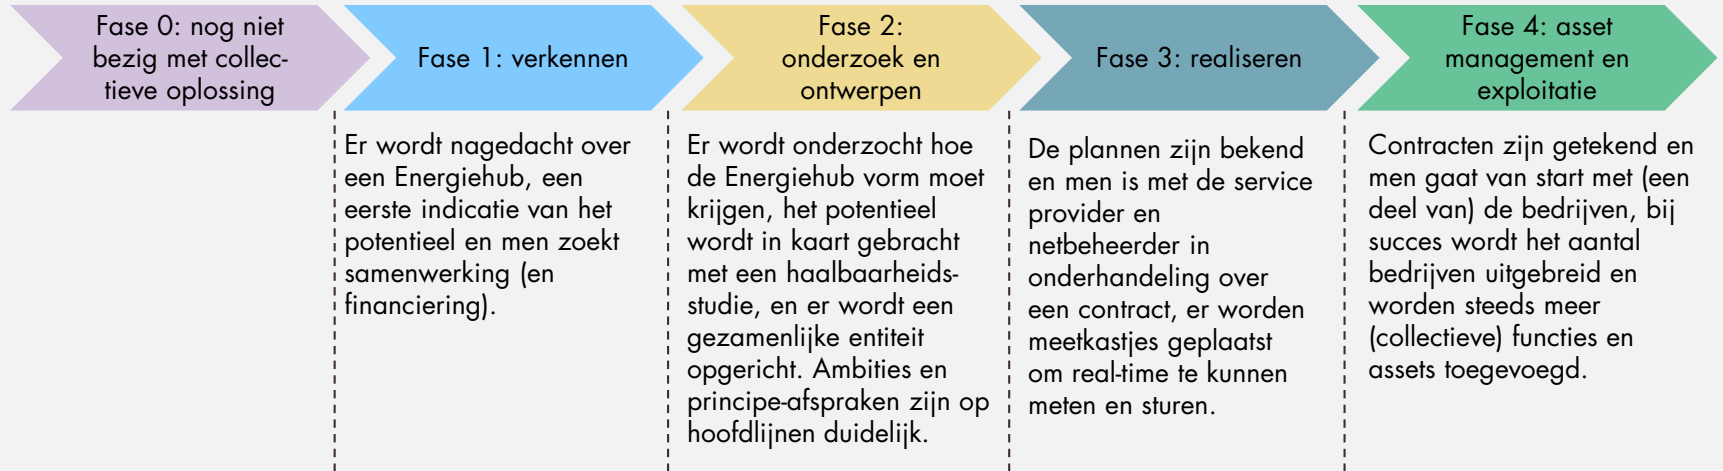 Fase 0: nog niet
bezig met collec-
tieve oplossing
Fase 1: verkennen
Fase 2:
onderzoek en
ontwerpen
Fase 3: realiseren
Fase 4: asset
management en
exploitatie
Er wordt nagedacht over
een Energiehub, een
eerste indicatie van het
potentieel en men zoekt
samenwerking (en
financiering).
Er wordt onderzocht hoe
de Energiehub vorm moet
krijgen, het potentieel
wordt in kaart gebracht
met een haalbaarheids-
studie, en er wordt een
gezamenlijke entiteit
opgericht. Ambities en
principe-afspraken zijn op
hoofdlijnen duidelijk.
De plannen zijn bekend
en men is met de service
provider en
netbeheerder in
onderhandeling over
een contract, er worden
meetkastjes geplaatst
om real-time te kunnen
meten en sturen.
Contracten zijn getekend en
men gaat van start met (een
deel van) de bedrijven, bij
succes wordt het aantal
bedrijven uitgebreid en
worden steeds meer
(collectieve) functies en
assets toegevoegd.